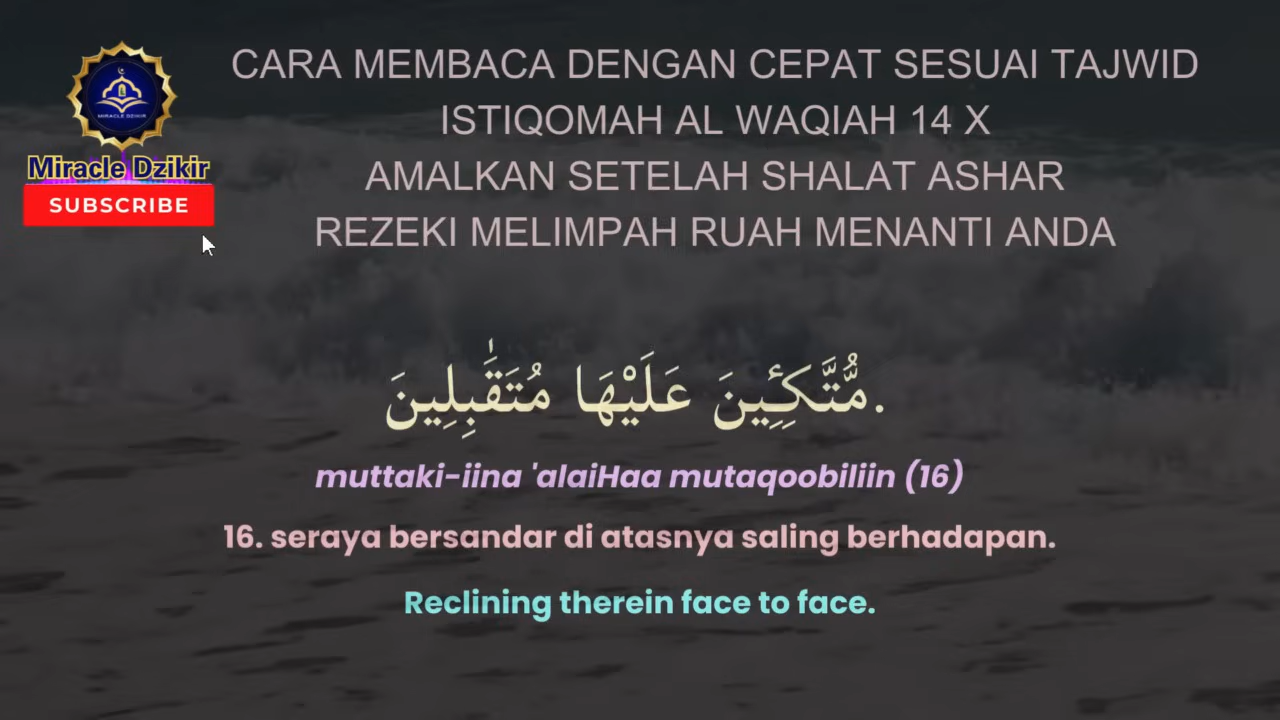 CARA MEMBACA DENGAN CEPAT SESUAI TAJWID
ISTIQOMAH AL WAQIAH 14 X
AMALKAN SETELAH SHALAT ASHAR
REZEKI MELIMPAH RUAH MENANTI ANDA
MIRACLE DZIKIR
Miracle Dzikir
SUBSCRIBE
.مُّتَّكِـِٔينَ عَلَيْهَا مُتَقَٰبِلِينَ
muttaki-iina 'alaiHaa mutaqoobiliin (16)
16. seraya bersandar di atasnya saling berhadapan.
Reclining therein face to face.